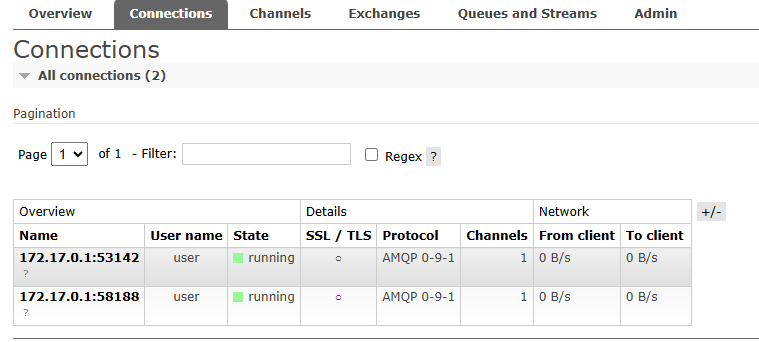 Overview Connections Channels Exchanges Queues and Streams Admin
Connections
All connections (2)
Pagination
Page 1 of 1 - Filter: Regex ?
Overview Details Network +/-
Name User name State SSL / TLS Protocol Channels From client To client
172.17.0.1:53142 user running ○ AMQP 0-9-1 1 0 B/s 0 B/s
?
172.17.0.1:58188 user running ○ AMQP 0-9-1 1 0 B/s 0 B/s
?